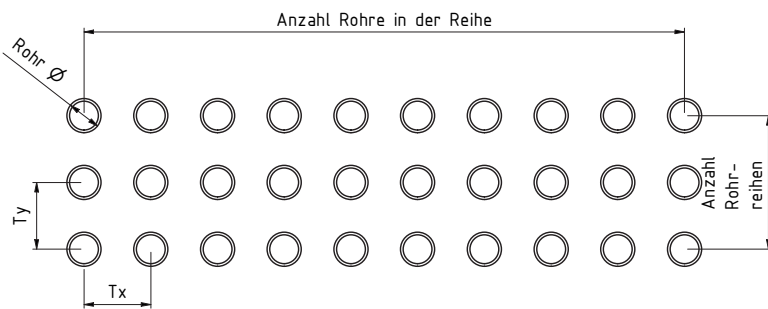 Anzahl Rohre in der Reihe
Rohr Ø
Anzahl
Rohr-
reihen
Ty
Tx